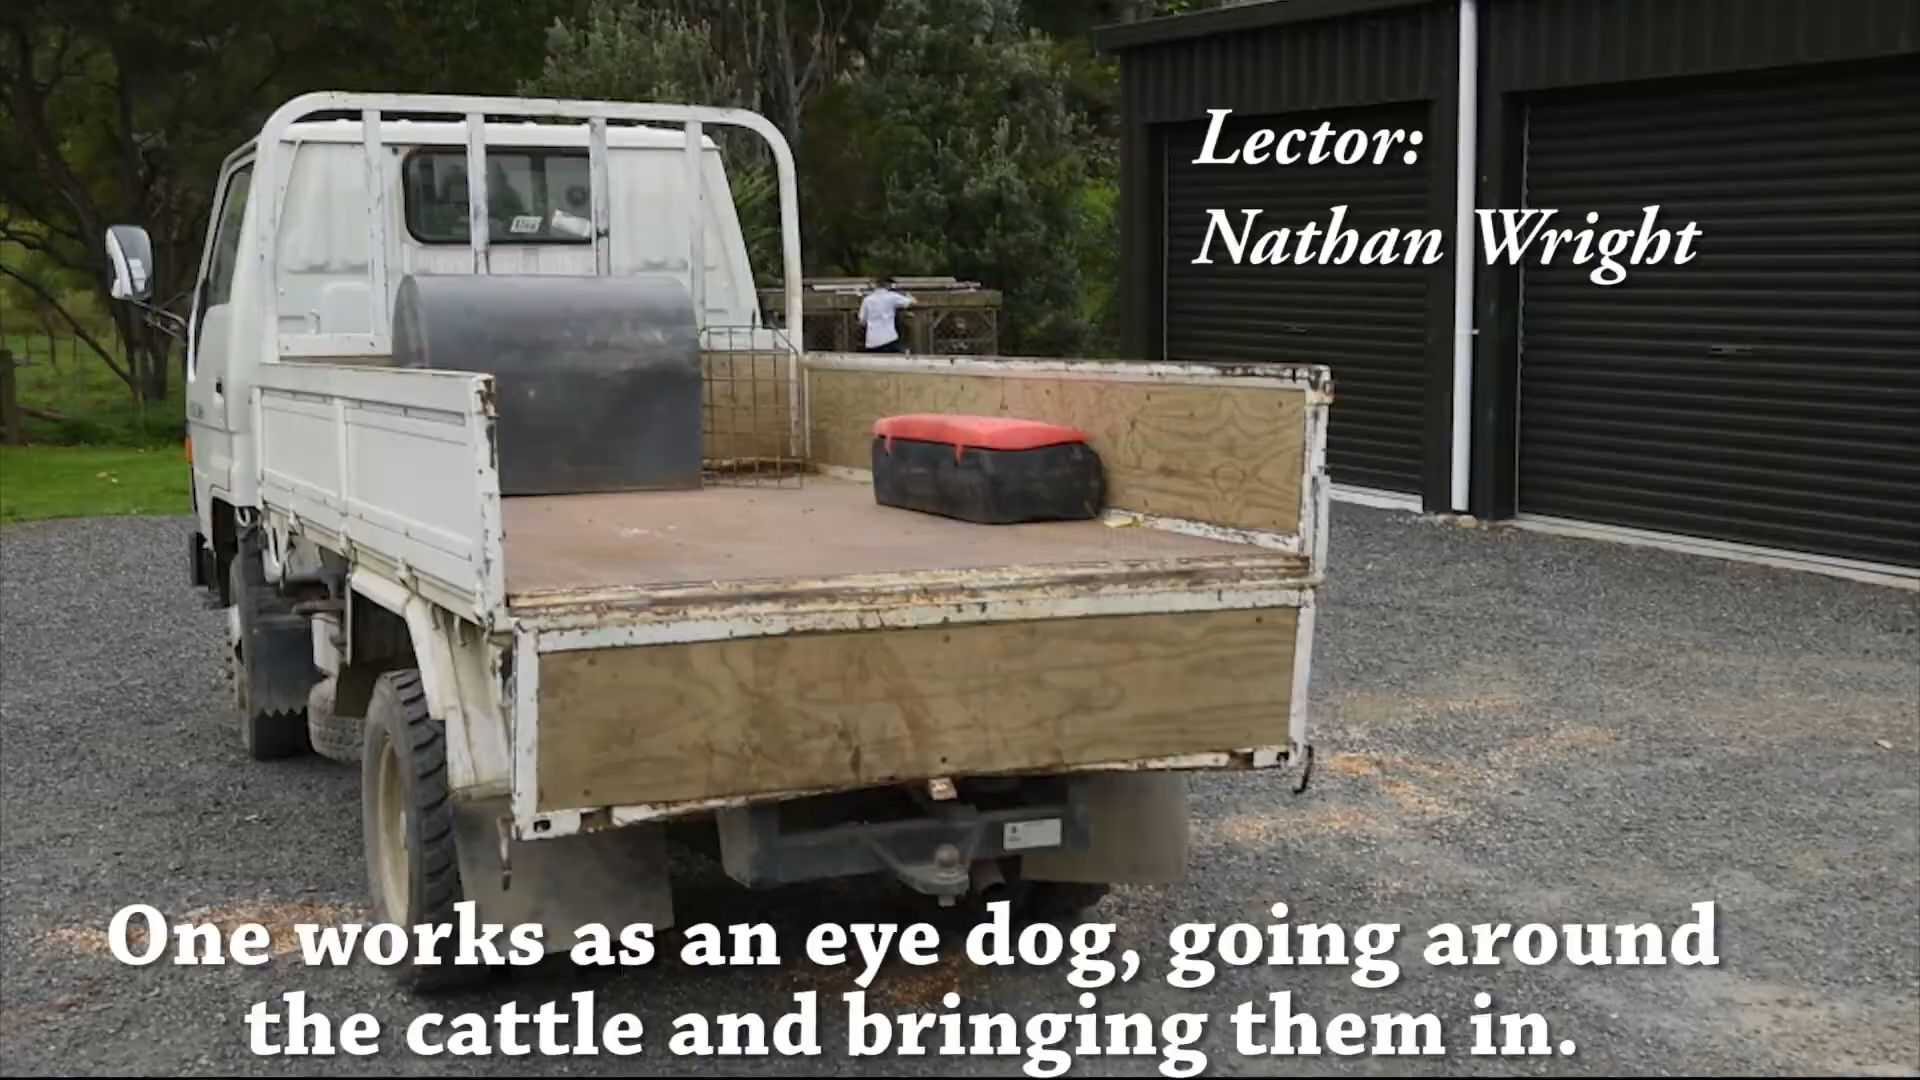 Lector:
Nathan Wright
One works as an eye dog, going around
the cattle and bringing them in.